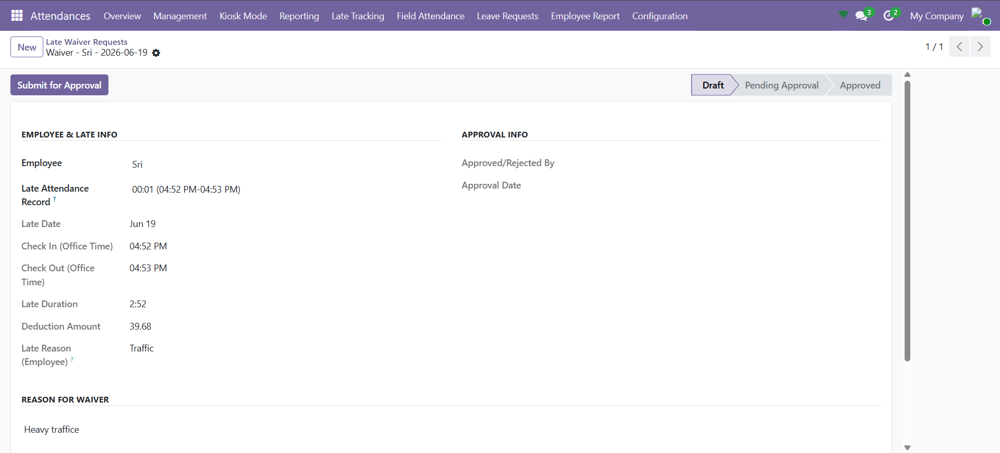 Attendances Overview Management Kiosk Mode Reporting Late Tracking Field Attendance Leave Requests Employee Report Configuration 3 2 My Company
New Late Waiver Requests
Waiver - Sri - 2026-06-19
1 / 1
Submit for Approval
Draft Pending Approval Approved
EMPLOYEE & LATE INFO
Employee Sri
Late Attendance
Record ? 00:01 (04:52 PM-04:53 PM)
Late Date Jun 19
Check In (Office Time) 04:52 PM
Check Out (Office
Time) 04:53 PM
Late Duration 2:52
Deduction Amount 39.68
Late Reason
(Employee) ? Traffic
APPROVAL INFO
Approved/Rejected By
Approval Date
REASON FOR WAIVER
Heavy traffice